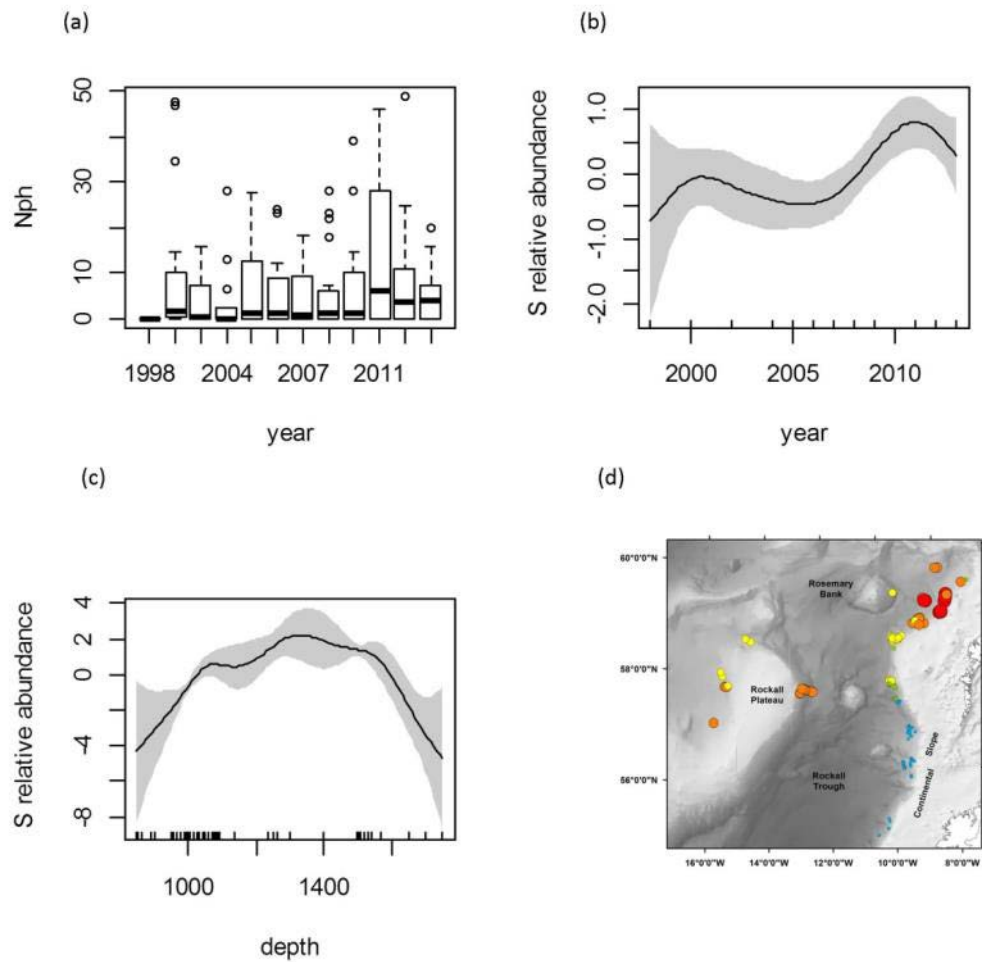 (a)
50
30
10
0
Nph
1998 2004 2007 2011
year
(b)
1.0
0.0
-1.0
-2.0
S relative abundance
2000 2005 2010
year
(c)
4
2
0
-4
-8
S relative abundance
1000 1400
depth
(d)
60°0'0"N
58°0'0"N
56°0'0"N
Rosemary
Bank
Rockall
Plateau
Rockall
Trough
Continental Slope
16°0'0"W 14°0'0"W 12°0'0"W 10°0'0"W 8°0'0"W